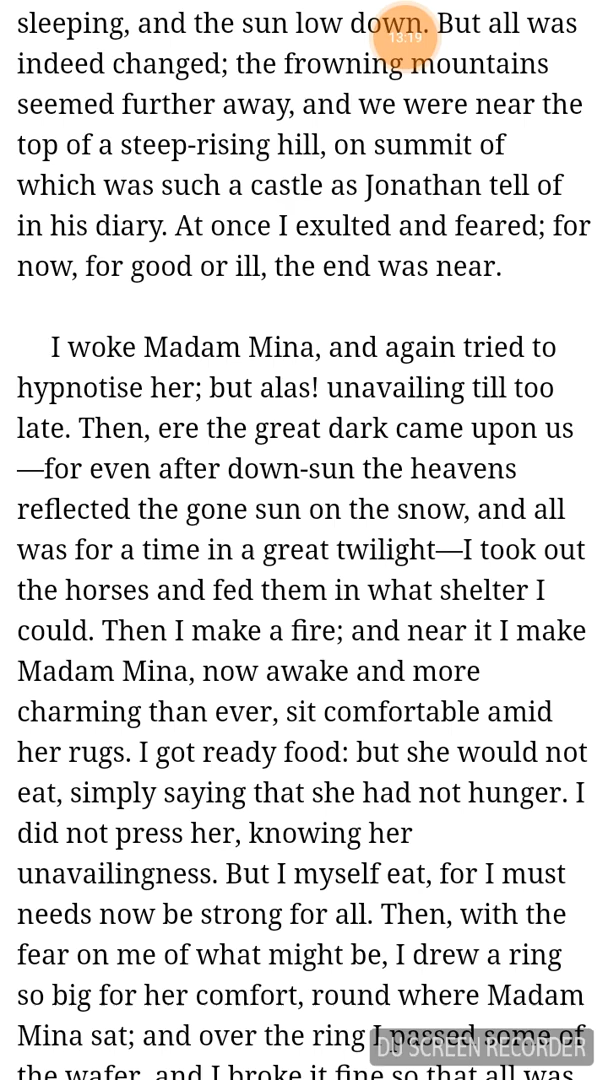 sleeping, and the sun low down. But all was
13:19
indeed changed; the frowning mountains
seemed further away, and we were near the
top of a steep-rising hill, on summit of
which was such a castle as Jonathan tell of
in his diary. At once I exulted and feared; for
now, for good or ill, the end was near.
I woke Madam Mina, and again tried to
hypnotise her; but alas! unavailing till too
late. Then, ere the great dark came upon us
—for even after down-sun the heavens
reflected the gone sun on the snow, and all
was for a time in a great twilight—I took out
the horses and fed them in what shelter I
could. Then I make a fire; and near it I make
Madam Mina, now awake and more
charming than ever, sit comfortable amid
her rugs. I got ready food: but she would not
eat, simply saying that she had not hunger. I
did not press her, knowing her
unavailingness. But I myself eat, for I must
needs now be strong for all. Then, with the
fear on me of what might be, I drew a ring
so big for her comfort, round where Madam
Mina sat; and over the ring I passed some of
DU SCREEN RECORDER
the wafer, and I broke it fine so that all was